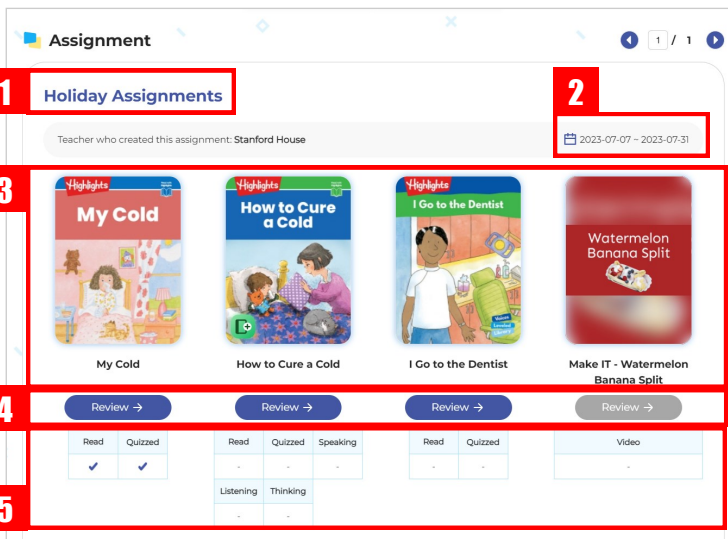 Assignment
1 / 1
1
Holiday Assignments
2
Teacher who created this assignment: Stanford House
2023-07-07 ~ 2023-07-31
3
Highlights
My Cold
Highlights
How to Cure
a Cold
Highlights
I Go to the Dentist
Watermelon
Banana Split
My Cold
How to Cure a Cold
I Go to the Dentist
Make IT - Watermelon
Banana Split
4
Review →
Review →
Review →
Review →
Read Quizzed
Read Quizzed Speaking
Read Quizzed
Video
✓ ✓
- - -
- -
-
Listening Thinking
- -
5